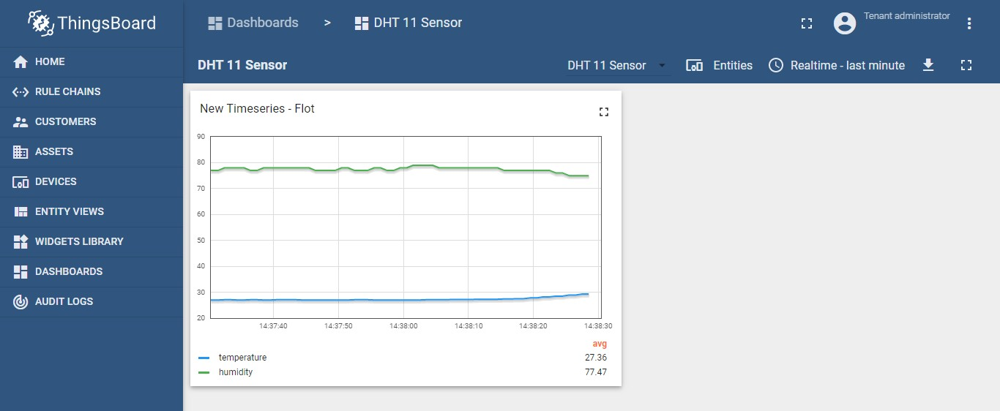 ThingsBoard
Dashboards > DHT 11 Sensor
Tenant administrator
HOME
RULE CHAINS
CUSTOMERS
ASSETS
DEVICES
ENTITY VIEWS
WIDGETS LIBRARY
DASHBOARDS
AUDIT LOGS
DHT 11 Sensor
DHT 11 Sensor
Entities
Realtime - last minute
New Timeseries - Flot
90
80
70
60
50
40
30
20
14:37:40 14:37:50 14:38:00 14:38:10 14:38:20 14:38:30
avg
temperature 27.36
humidity 77.47